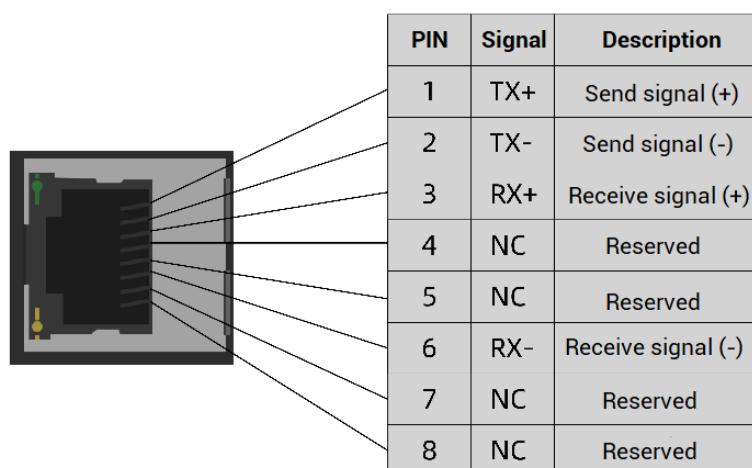 PIN Signal Description
1 TX+ Send signal (+)
2 TX- Send signal (-)
3 RX+ Receive signal (+)
4 NC Reserved
5 NC Reserved
6 RX- Receive signal (-)
7 NC Reserved
8 NC Reserved